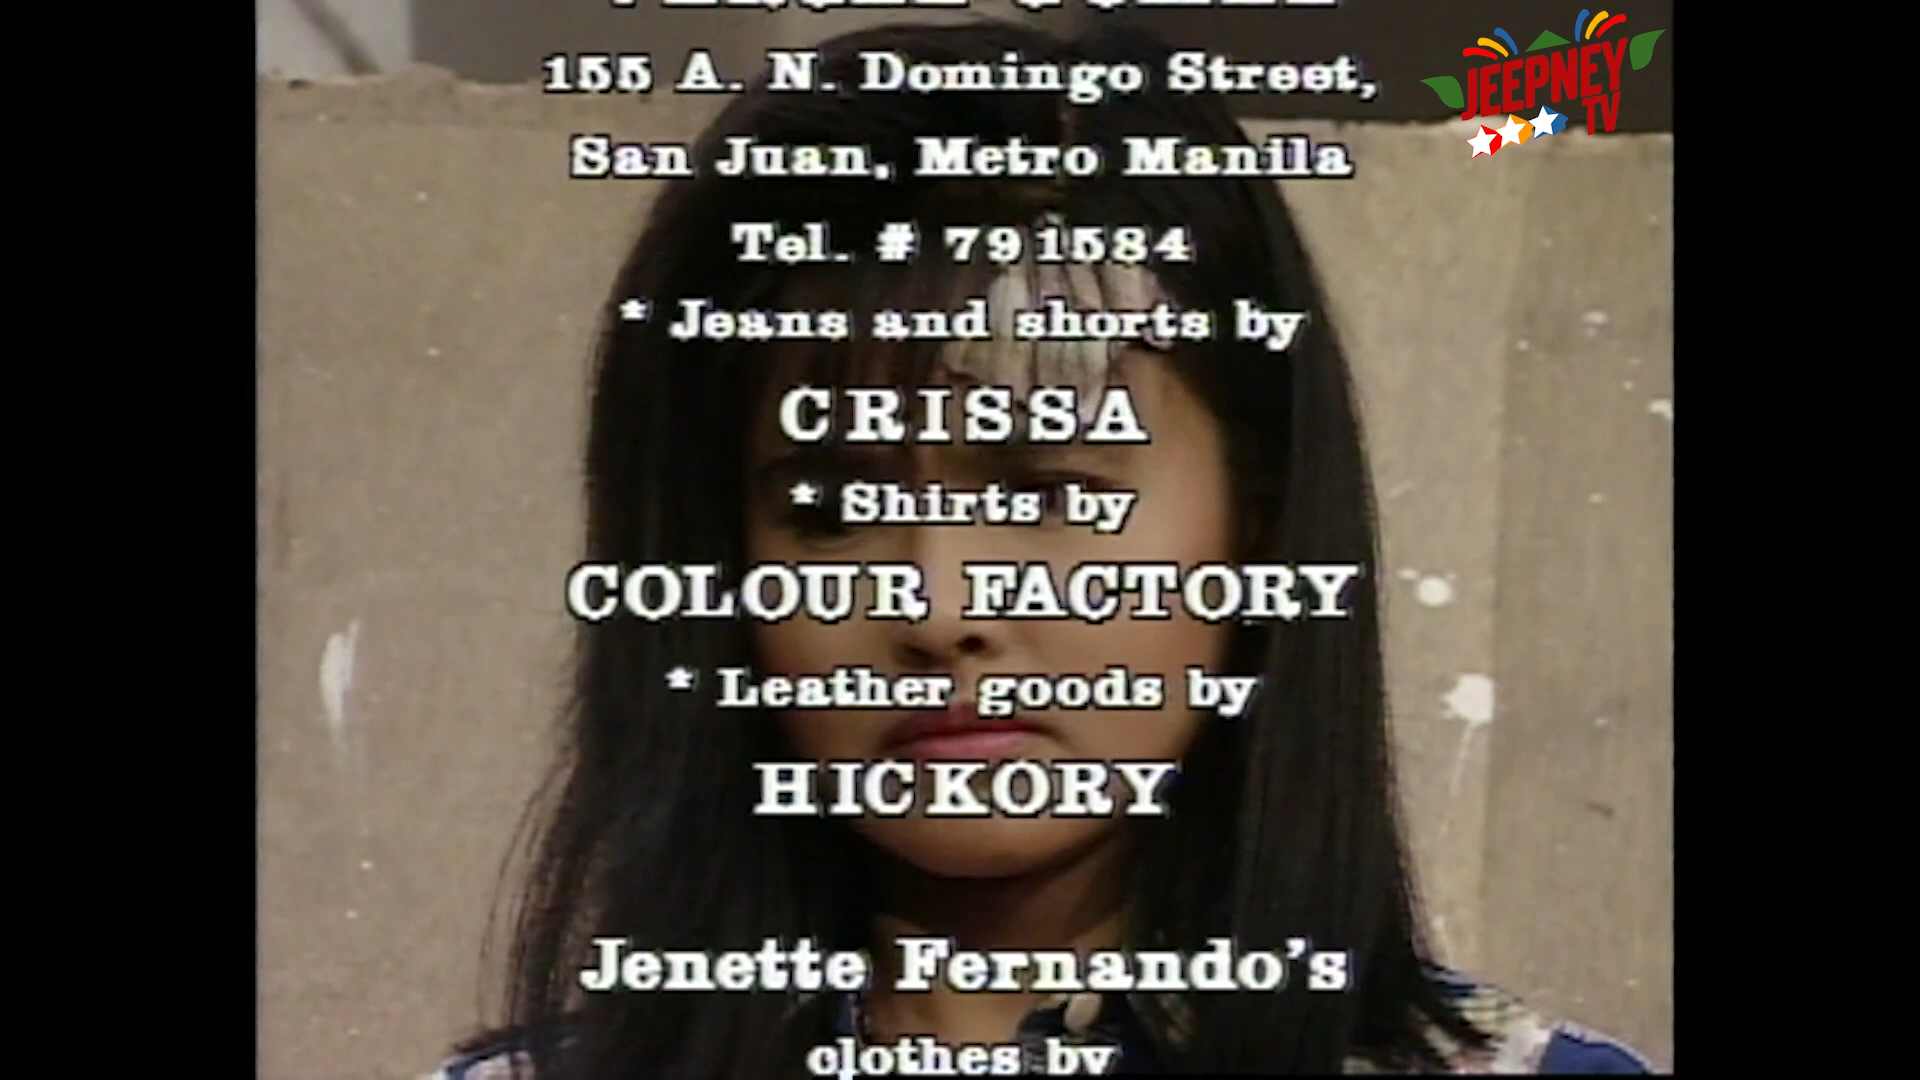 155 A. N. Domingo Street,
San Juan, Metro Manila
Tel. # 791584
* Jeans and shorts by
CRISSA
* Shirts by
COLOUR FACTORY
* Leather goods by
HICKORY
Jenette Fernando's
clothes by
JEEPNEY
TV